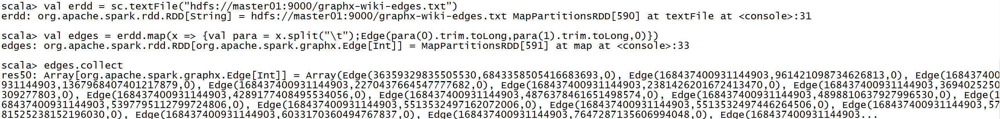 scala> val erdd = sc.textFile("hdfs://master01:9000/graphx-wiki-edges.txt")
erdd: org.apache.spark.rdd.RDD[String] = hdfs://master01:9000/graphx-wiki-edges.txt MapPartitionsRDD[590] at textFile at <console>:31
scala> val edges = erdd.map(x => {val para = x.split("\t");Edge(para(0).trim.toLong,para(1).trim.toLong,0)})
edges: org.apache.spark.rdd.RDD[org.apache.spark.graphx.Edge[Int]] = MapPartitionsRDD[591] at map at <console>:33
scala> edges.collect
res50: Array[org.apache.spark.graphx.Edge[Int]] = Array(Edge(36359329835505530,6843358505416683693,0), Edge(168437400931144903,961421098734626813,0), Edge(168437400
931144903,1367968407401217879,0), Edge(168437400931144903,2270437664547777682,0), Edge(168437400931144903,2381426201672413470,0), Edge(168437400931144903,3694025250
309277803,0), Edge(168437400931144903,4289177408495534056,0), Edge(168437400931144903,4876378461651498574,0), Edge(168437400931144903,4898810637927996530,0), Edge(1
68437400931144903,5397795112799724806,0), Edge(168437400931144903,5513532497162072006,0), Edge(168437400931144903,5513532497446264506,0), Edge(168437400931144903,57
81525238152196030,0), Edge(168437400931144903,6033170360494767837,0), Edge(168437400931144903,7647287135606994048,0), Edge(168437400931144903...